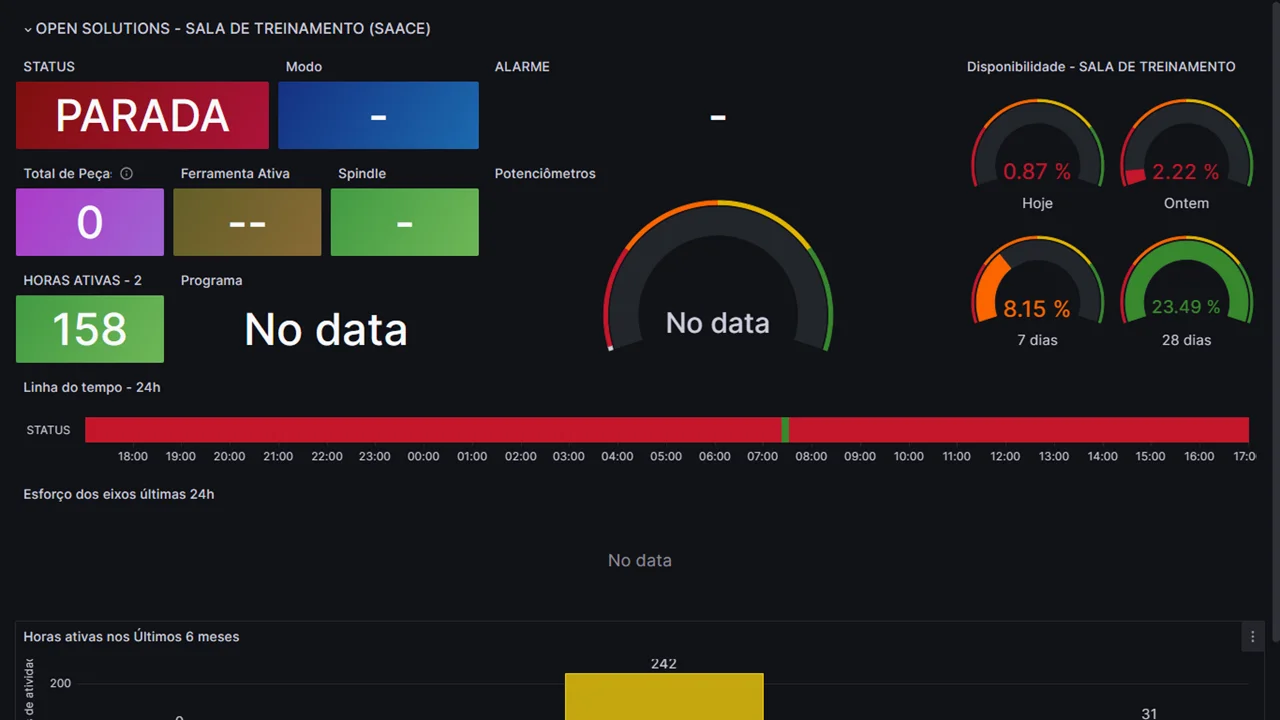 OPEN SOLUTIONS - SALA DE TREINAMENTO (SAACE)
STATUS
Modo
ALARME
Disponibilidade - SALA DE TREINAMENTO
PARADA
-
-
0.87 %
Hoje
2.22 %
Ontem
Total de Peça
Ferramenta Ativa
Spindle
Potenciômetros
0
--
-
No data
8.15 %
7 dias
23.49 %
28 dias
HORAS ATIVAS - 2
Programa
158
No data
Linha do tempo - 24h
STATUS
18:00 19:00 20:00 21:00 22:00 23:00 00:00 01:00 02:00 03:00 04:00 05:00 06:00 07:00 08:00 09:00 10:00 11:00 12:00 13:00 14:00 15:00 16:00 17:0
Esforço dos eixos últimas 24h
No data
Horas ativas nos Últimos 6 meses
de ativida
200
0
242
31